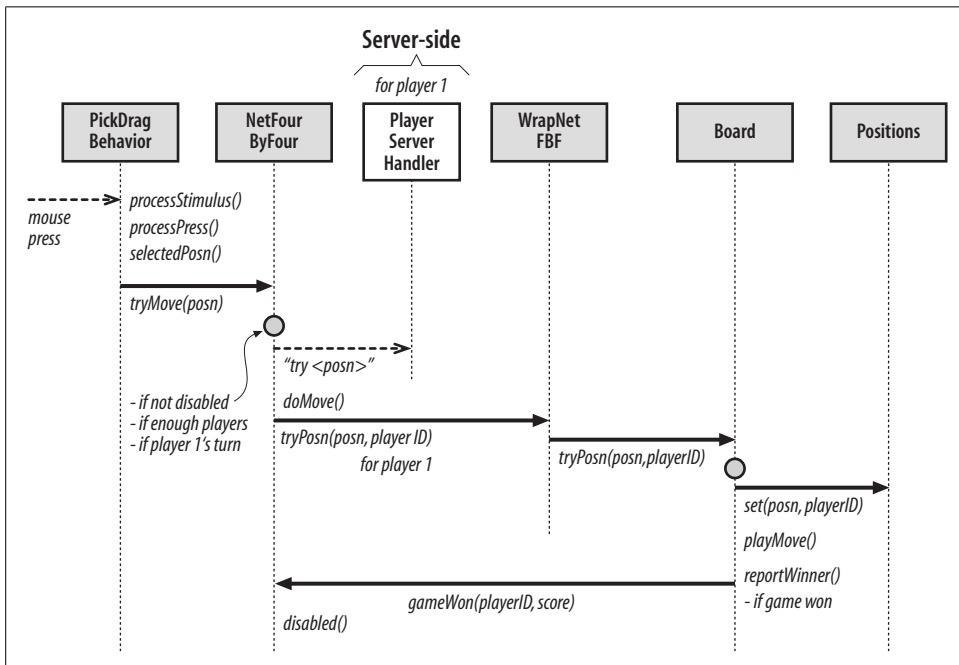 Server-side
for player 1
PickDrag
Behavior
NetFour
ByFour
Player
Server
Handler
WrapNet
FBF
Board
Positions
mouse
press
processStimulus()
processPress()
selectedPosn()
tryMove(posn)
“try <posn>”
- if not disabled
- if enough players
- if player 1’s turn
doMove()
tryPosn(posn, player ID)
for player 1
tryPosn(posn,playerID)
set(posn, playerID)
playMove()
reportWinner()
- if game won
gameWon(playerID, score)
disabled()